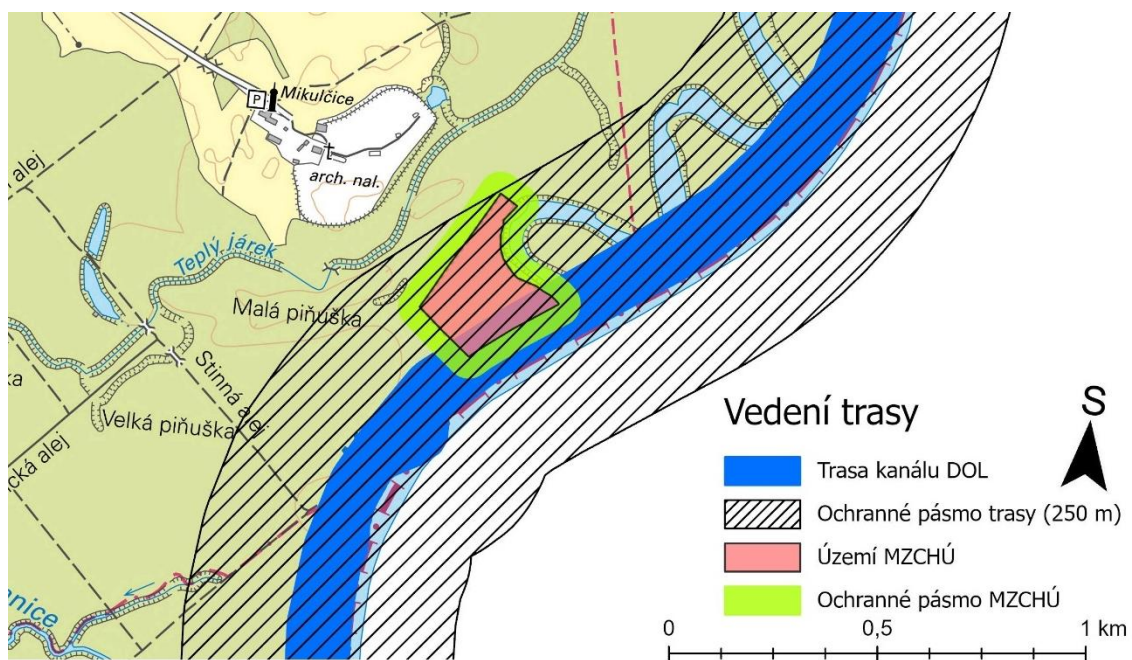 P
Mikulčice
arch. nal.
alej
Teplý járek
Malá piňuška
Stinná alej
Velká piňuška
ká
cká alej
nice
Vedení trasy
S
Trasa kanálu DOL
Ochranné pásmo trasy (250 m)
Území MZCHÚ
Ochranné pásmo MZCHÚ
0
0,5
1 km